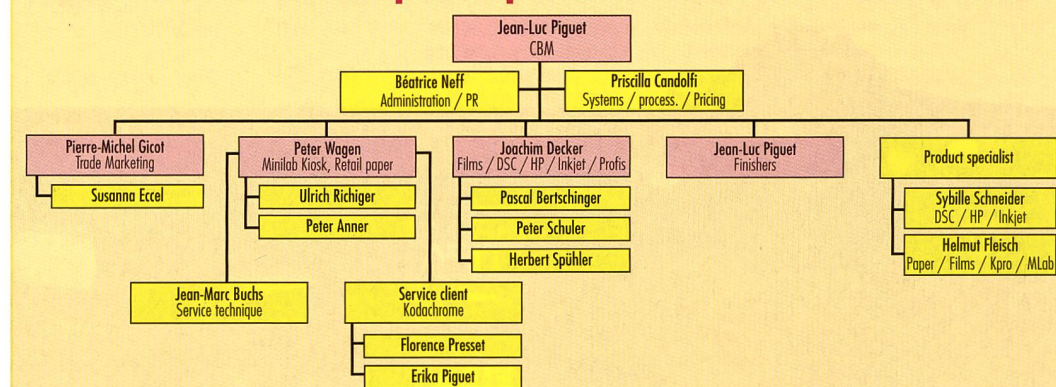 Jean-Luc Piguet
CBM
Béatrice Neff
Administration / PR
Priscilla Candolfi
Systems / process. / Pricing
Pierre-Michel Gicot
Trade Marketing
Susanna Eccel
Peter Wagen
Minilab Kiosk, Retail paper
Ulrich Richiger
Peter Anner
Jean-Marc Buchs
Service technique
Service client
Kodachrome
Florence Presset
Erika Piguet
Joachim Decker
Films / DSC / HP / Inkjet / Profis
Pascal Bertschinger
Peter Schuler
Herbert Spühler
Jean-Luc Piguet
Finishers
Product specialist
Sybille Schneider
DSC / HP / Inkjet
Helmut Fleisch
Paper / Films / Kpro / MLab